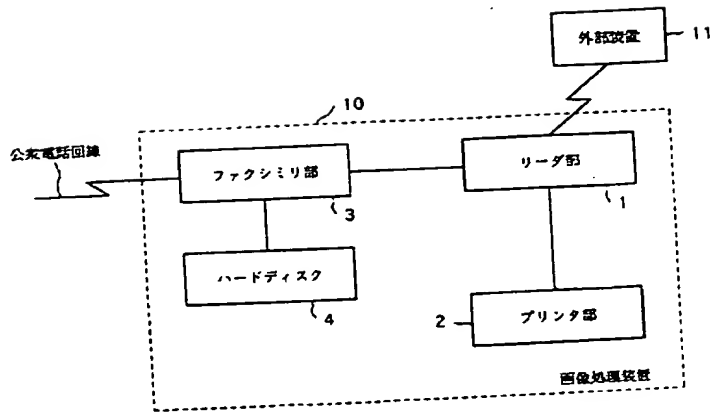 外部装置
11
10
公衆電話回線
ファクシミリ部
3
リーダ部
1
ハードディスク
4
2
プリンタ部
画像処理装置